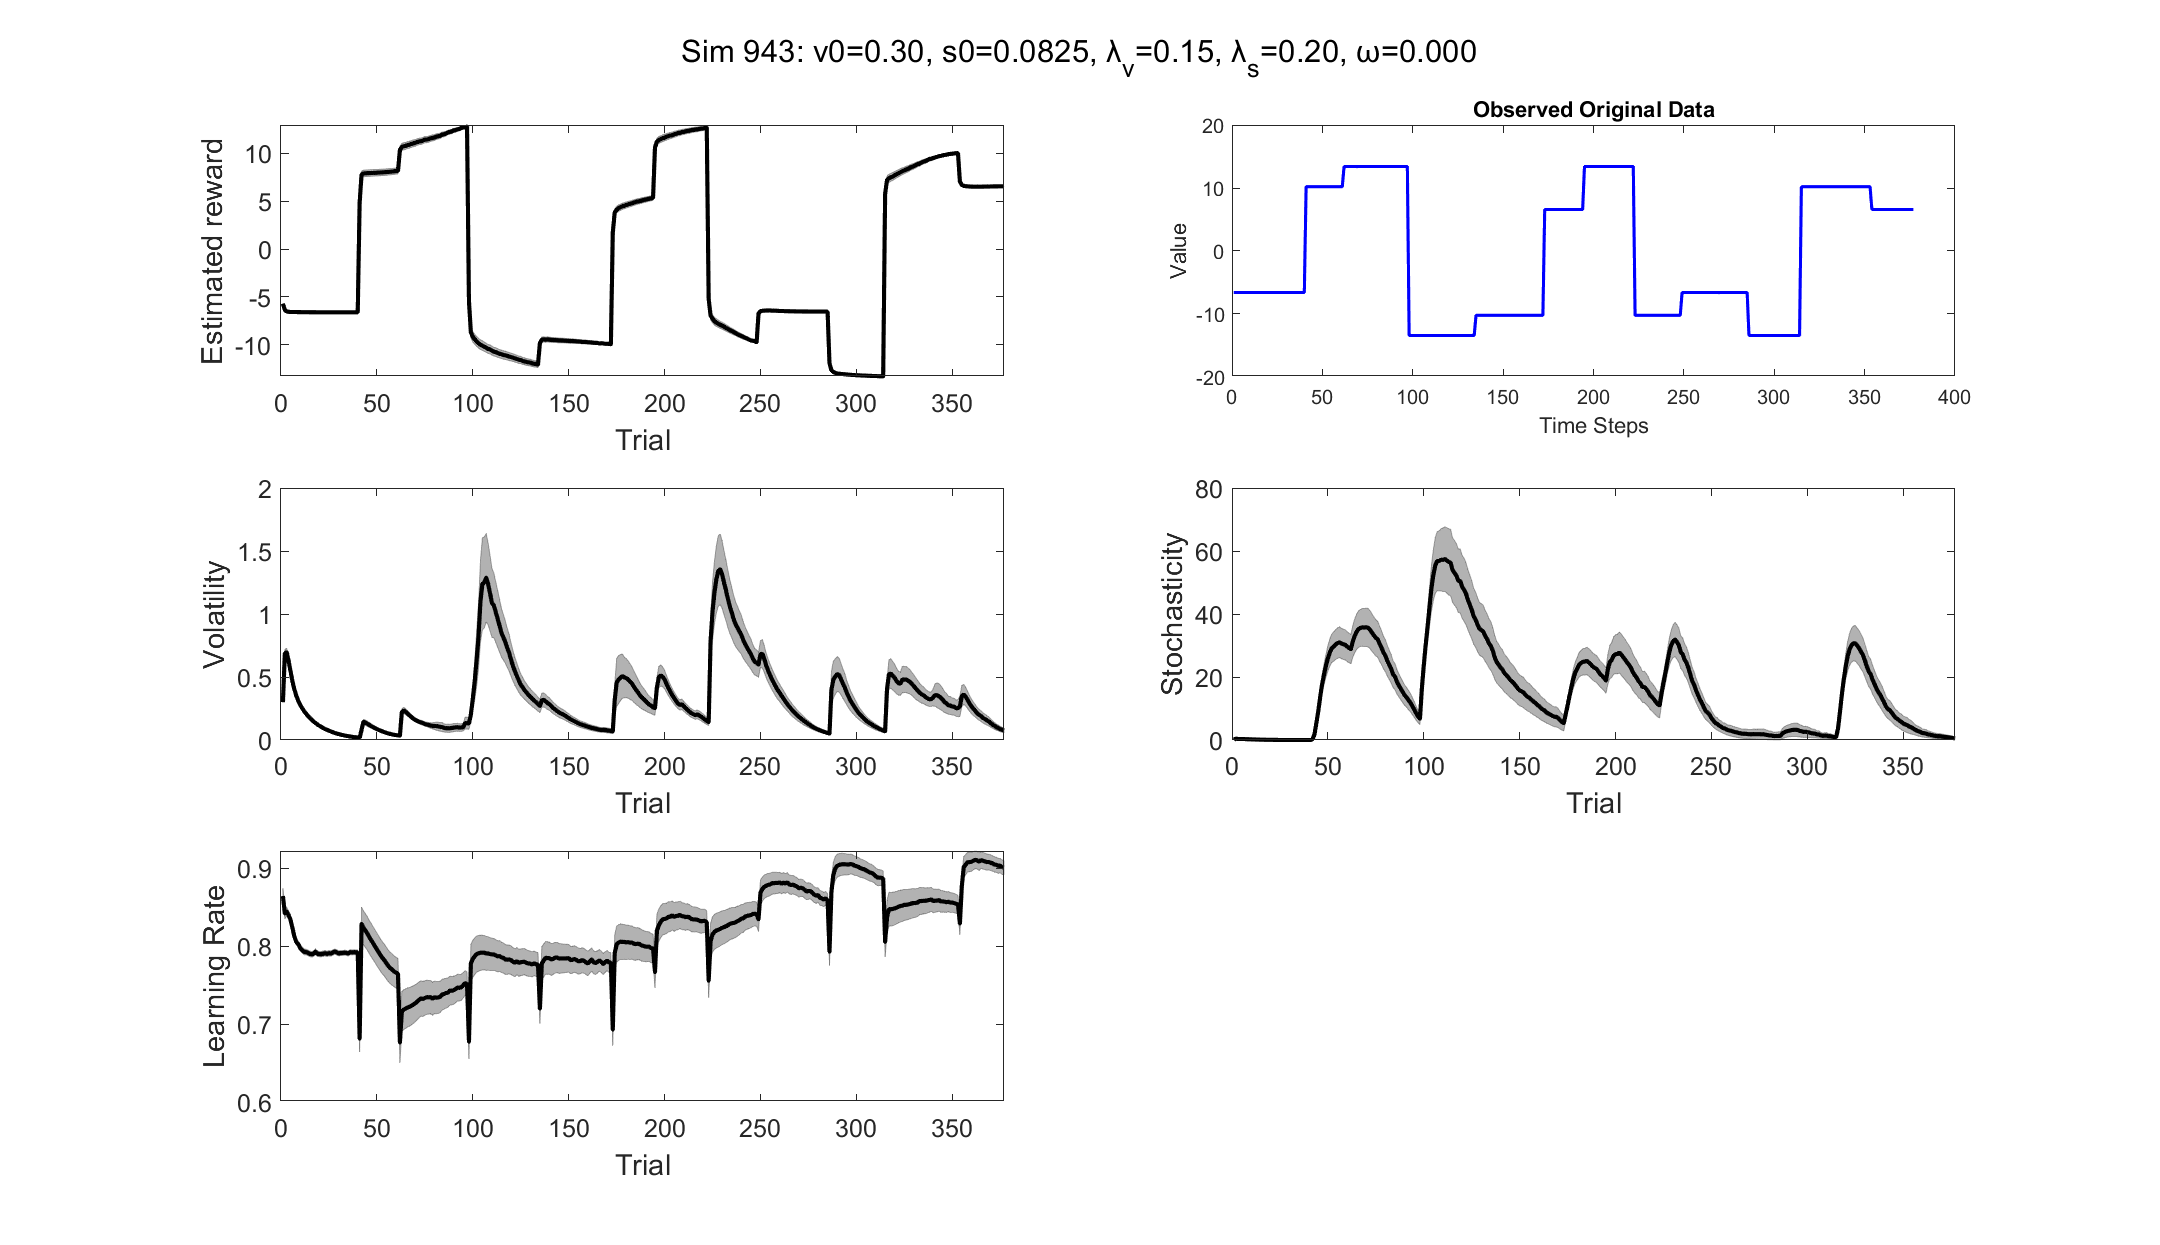 Sim 943: v0=0.30, s0=0.0825, λv=0.15, λs=0.20, ω=0.000
Estimated reward
10
5
0
-5
-10
0 50 100 150 200 250 300 350
Trial
Observed Original Data
Value
20
10
0
-10
-20
0 50 100 150 200 250 300 350 400
Time Steps
Volatility
2
1.5
1
0.5
0
0 50 100 150 200 250 300 350
Trial
Stochasticity
80
60
40
20
0
0 50 100 150 200 250 300 350
Trial
Learning Rate
0.9
0.8
0.7
0.6
0 50 100 150 200 250 300 350
Trial